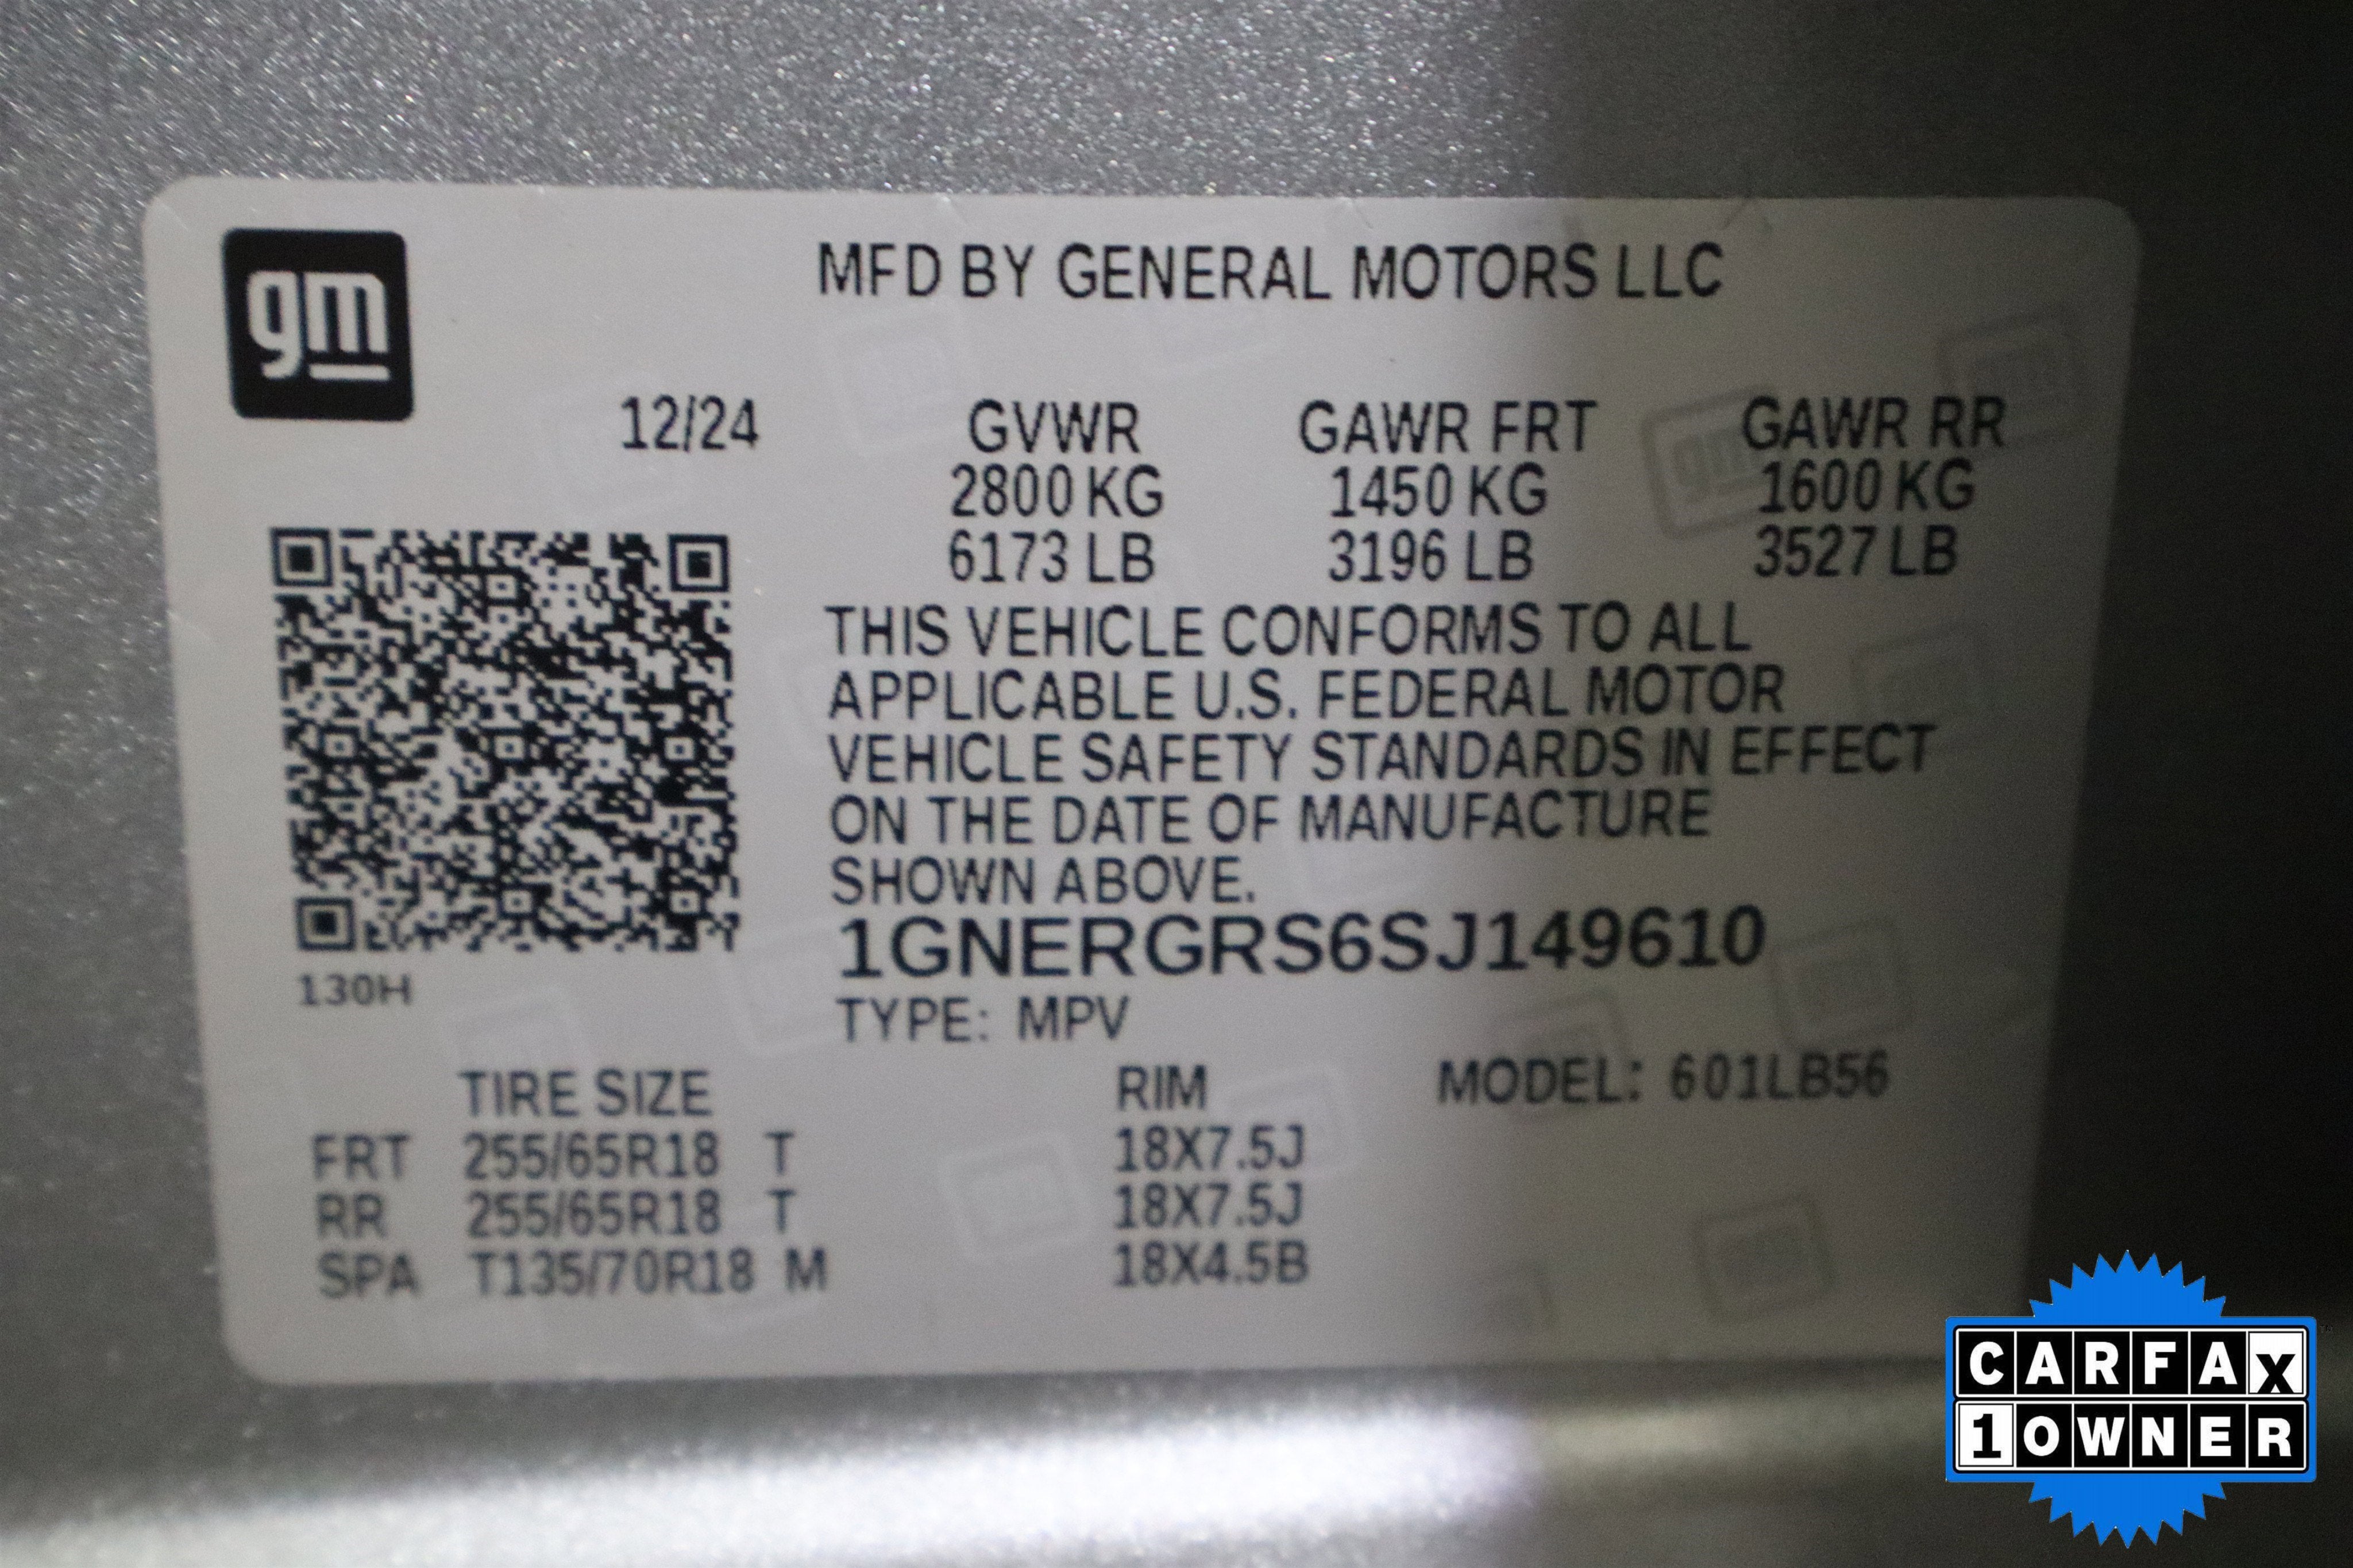 gm
MFD BY GENERAL MOTORS LLC
12/24 GVWR GAWR FRT GAWR RR
2800 KG 1450 KG 1600 KG
6173 LB 3196 LB 3527 LB
THIS VEHICLE CONFORMS TO ALL
APPLICABLE U.S. FEDERAL MOTOR
VEHICLE SAFETY STANDARDS IN EFFECT
ON THE DATE OF MANUFACTURE
SHOWN ABOVE.
1GNERGRS6SJ149610
130H
TYPE: MPV
TIRE SIZE RIM MODEL: 601LB56
FRT 255/65R18 T 18X7.5J
RR 255/65R18 T 18X7.5J
SPA T135/70R18 M 18X4.5B
CARFAX
1 OWNER